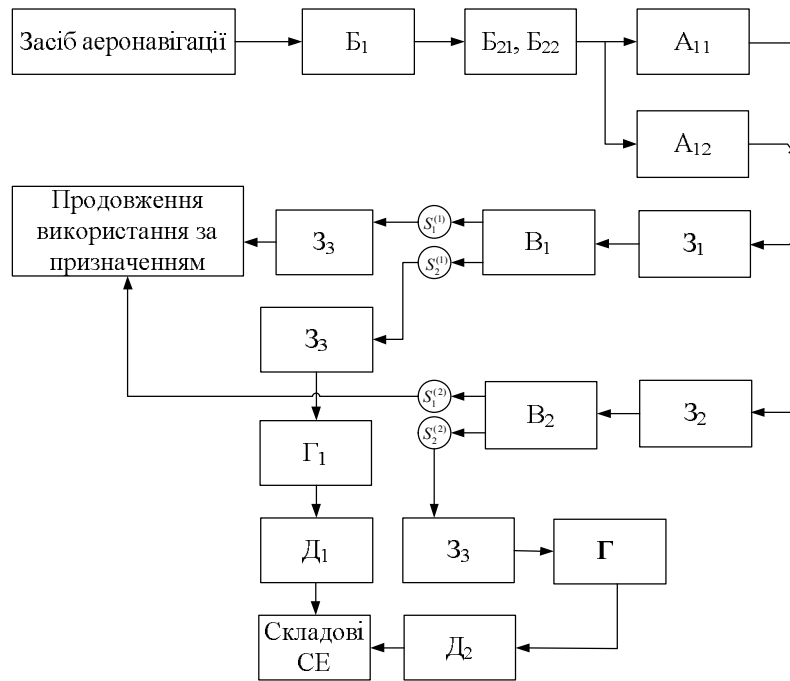 Засіб аеронавігації
Б₁
Б₂₁, Б₂₂
А₁₁
А₁₂
Продовження
використання за
призначенням
З₃
S₁⁽¹⁾
S₂⁽¹⁾
В₁
З₁
З₃
S₁⁽²⁾
S₂⁽²⁾
В₂
З₂
Г₁
Д₁
З₃
Г
Складові
СЕ
Д₂